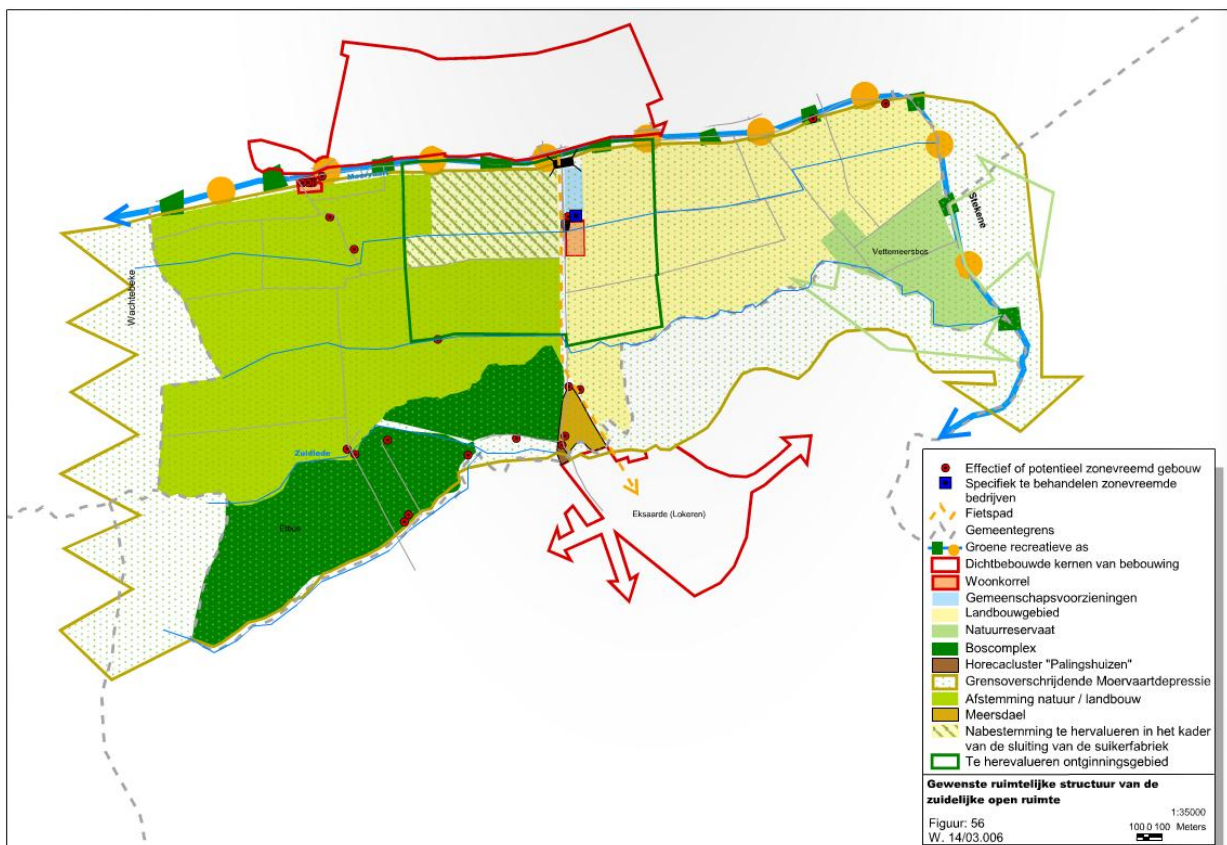 Moervaart
Wachtebeke
Stekene
Vettemeersbos
Zuidlede
Eksaarde (Lokeren)
Effectief of potentieel zonevreemd gebouw
Specifiek te behandelen zonevreemde
bedrijven
Fietspad
Gemeentegrens
Groene recreatieve as
Dichtbebouwde kernen van bebouwing
Woonkorrel
Gemeenschapsvoorzieningen
Landbouwgebied
Natuurreservaat
Boscomplex
Horecacluster "Palingshuizen"
Grensoverschrijdende Moervaartdepressie
Afstemming natuur / landbouw
Meersdael
Nabestemming te hervalueren in het kader
van de sluiting van de suikerfabriek
Te herevalueren ontginningsgebied
Gewenste ruimtelijke structuur van de
zuidelijke open ruimte
1:35000
Figuur: 56
100 0 100 Meters
W. 14/03.006